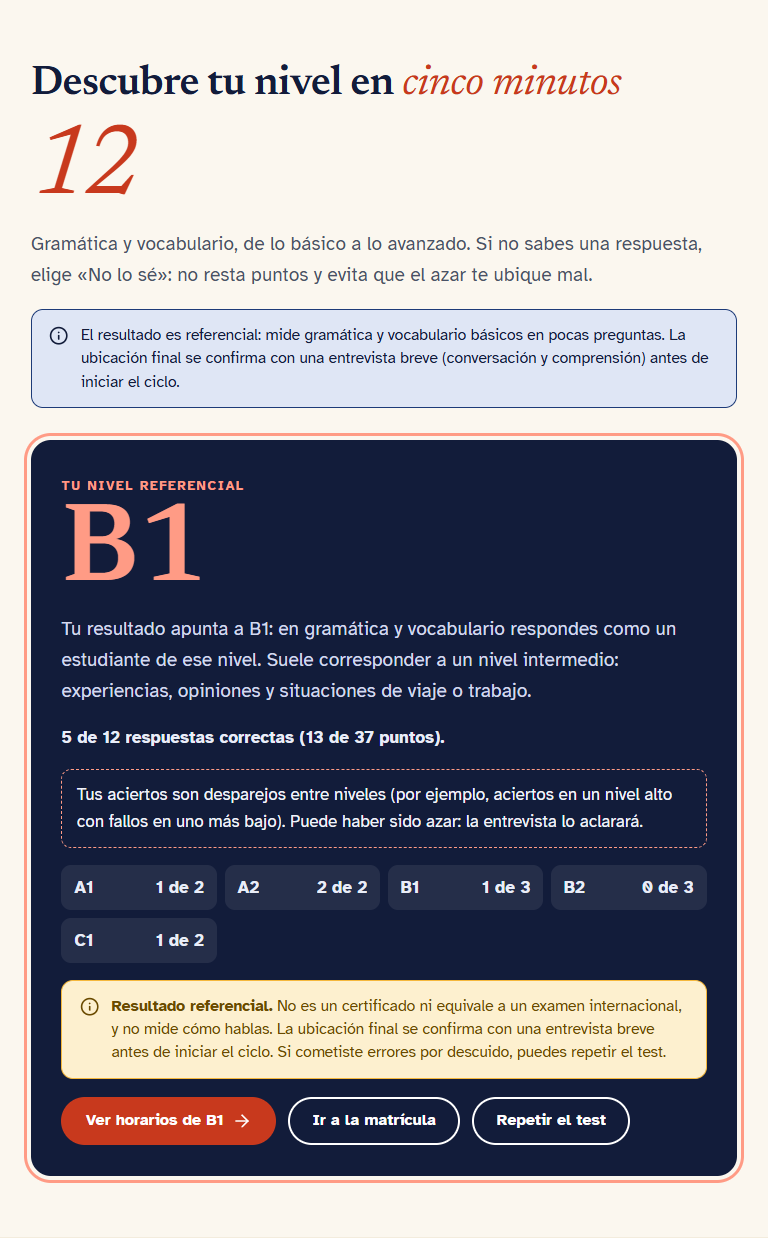 Descubre tu nivel en cinco minutos
12
Gramática y vocabulario, de lo básico a lo avanzado. Si no sabes una respuesta,
elige «No lo sé»: no resta puntos y evita que el azar te ubique mal.
El resultado es referencial: mide gramática y vocabulario básicos en pocas preguntas. La
ubicación final se confirma con una entrevista breve (conversación y comprensión) antes de
iniciar el ciclo.
TU NIVEL REFERENCIAL
B1
Tu resultado apunta a B1: en gramática y vocabulario respondes como un
estudiante de ese nivel. Suele corresponder a un nivel intermedio:
experiencias, opiniones y situaciones de viaje o trabajo.
5 de 12 respuestas correctas (13 de 37 puntos).
Tus aciertos son desparejos entre niveles (por ejemplo, aciertos en un nivel alto
con fallos en uno más bajo). Puede haber sido azar: la entrevista lo aclarará.
A1 1 de 2 A2 2 de 2 B1 1 de 3 B2 0 de 3
C1 1 de 2
Resultado referencial. No es un certificado ni equivale a un examen internacional,
y no mide cómo hablas. La ubicación final se confirma con una entrevista breve
antes de iniciar el ciclo. Si cometiste errores por descuido, puedes repetir el test.
Ver horarios de B1 → Ir a la matrícula Repetir el test